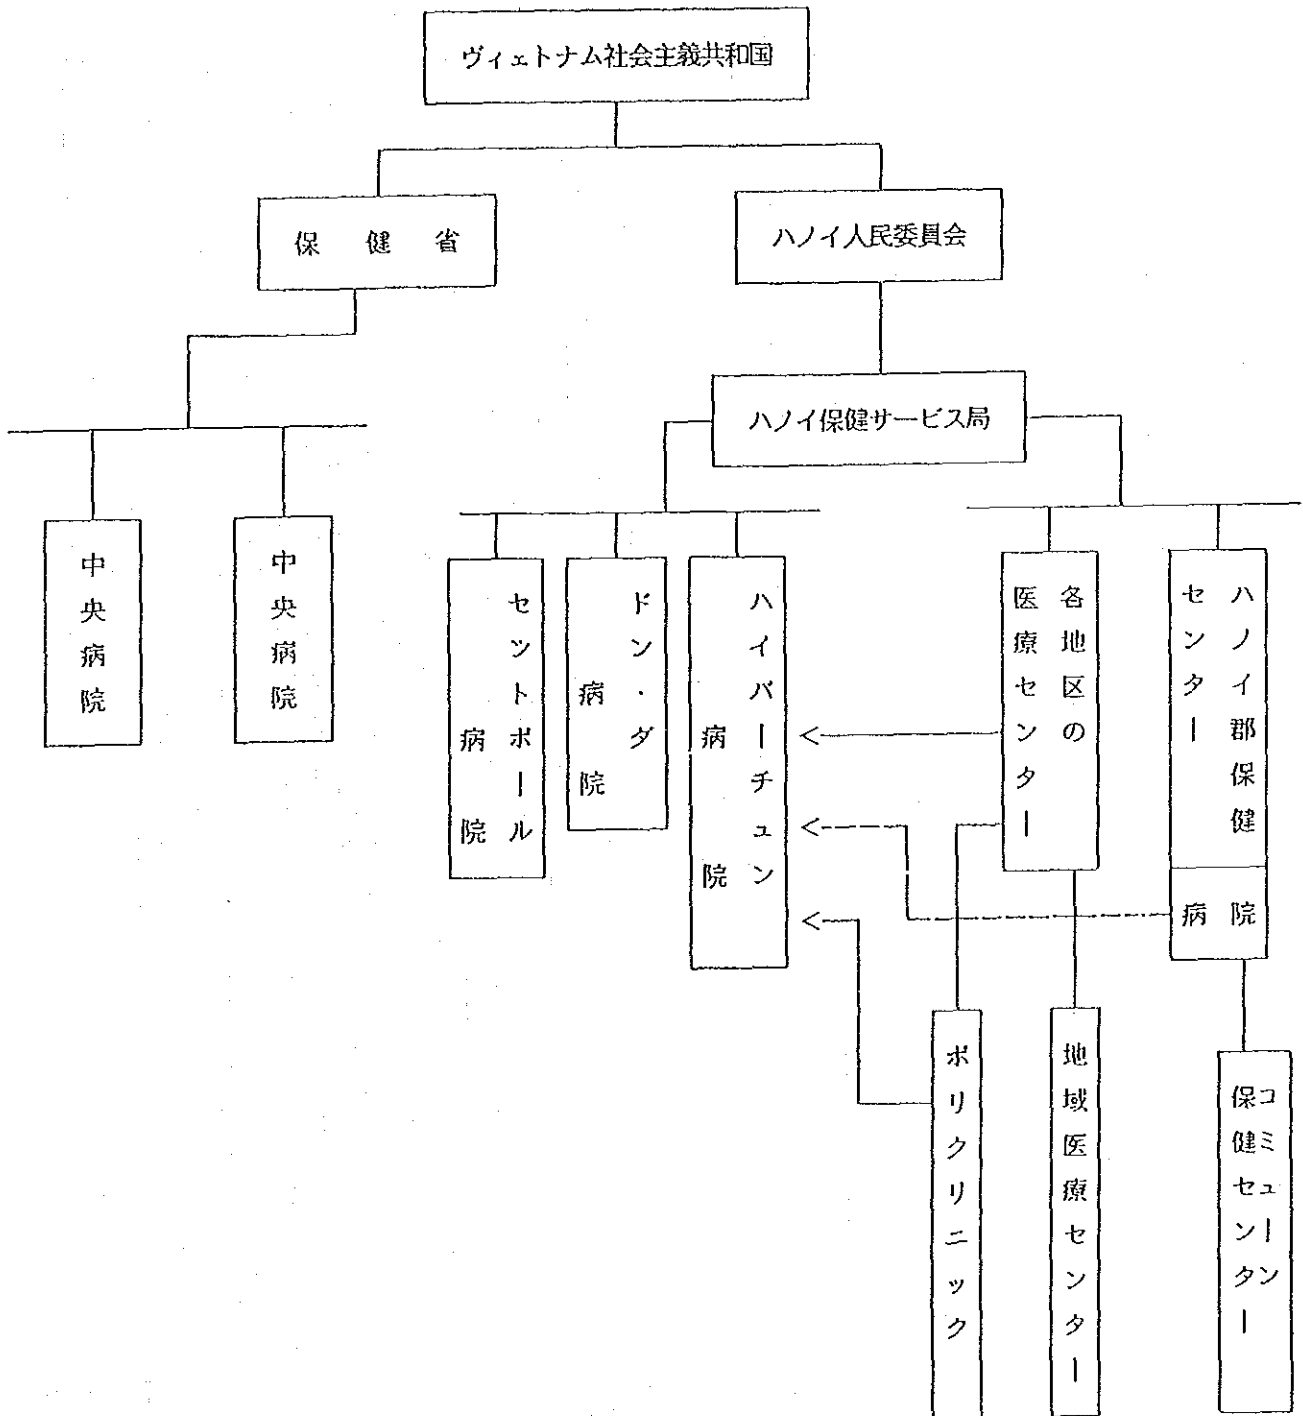 ヴィェトナム社会主義共和国
保健省
ハノイ人民委員会
ハノイ保健サービス局
中央病院
中央病院
セットポール
病院
ドン・ダ
病院
ハイバーチュン
病院
各地区の
医療センター
ハノイ郡保健
センター
病院
ポリクリニック
地域医療センター
コミューン
保健センター